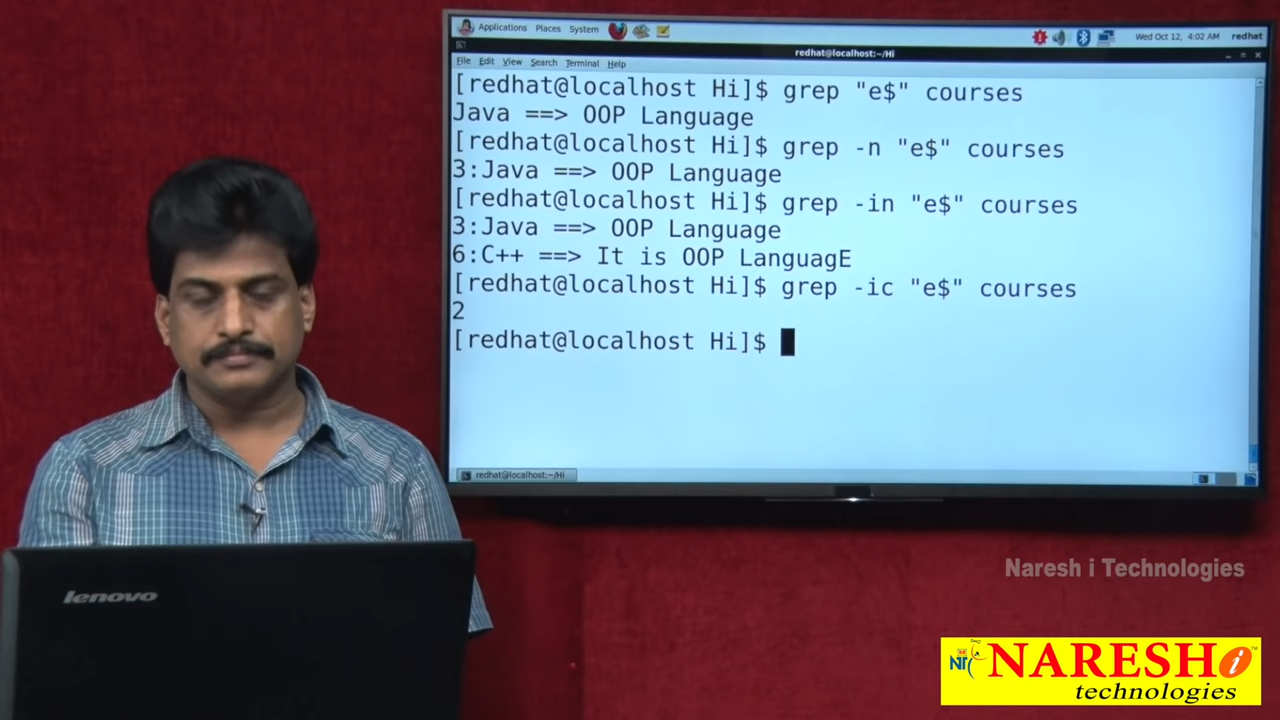 Applications Places System
Wed Oct 12, 4:02 AM redhat
redhat@localhost:~/Hi
File Edit View Search Terminal Help
[redhat@localhost Hi]$ grep "e$" courses
Java ==> OOP Language
[redhat@localhost Hi]$ grep -n "e$" courses
3:Java ==> OOP Language
[redhat@localhost Hi]$ grep -in "e$" courses
3:Java ==> OOP Language
6:C++ ==> It is OOP LanguagE
[redhat@localhost Hi]$ grep -ic "e$" courses
2
[redhat@localhost Hi]$
redhat@localhost:~/Hi
lenovo
Naresh i Technologies
NARESH i
technologies